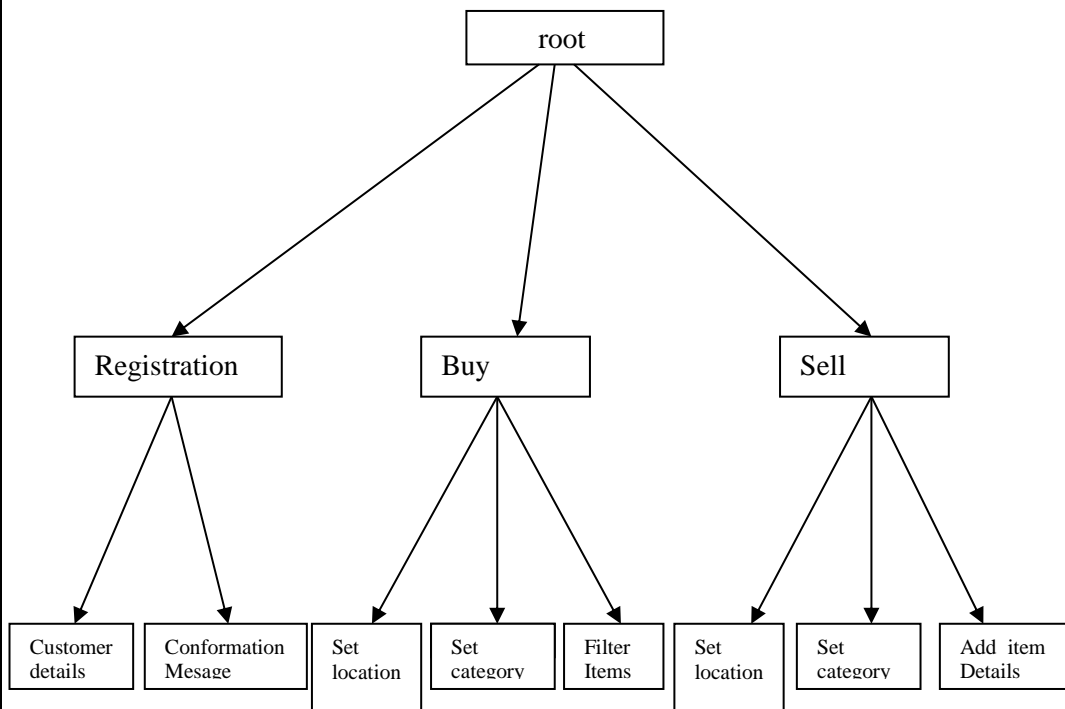 root
Registration
Buy
Sell
Customer
details
Conformation
Mesage
Set
location
Set
category
Filter
Items
Set
location
Set
category
Add item
Details